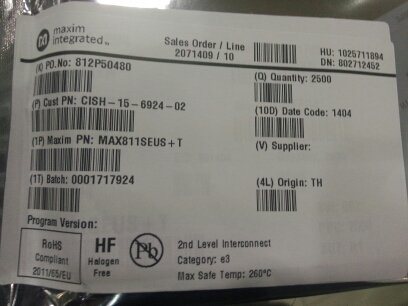 maxim
integrated™
Sales Order / Line
2071409 / 10
HU: 1025711894
DN: 802712452
(K) PO.No: 812P50480
(Q) Quantity: 2500
(P) Cust PN: CISH-15-6924-02
(10D) Date Code: 1404
(1P) Maxim PN: MAX811SEUS+T
(V) Supplier:
(1T) Batch: 0001717924
(4L) Origin: TH
Program Version:
RoHS
Compliant
2011/65/EU
HF
Halogen
Free
Pb
2nd Level Interconnect
Category: e3
Max Safe Temp: 260°C